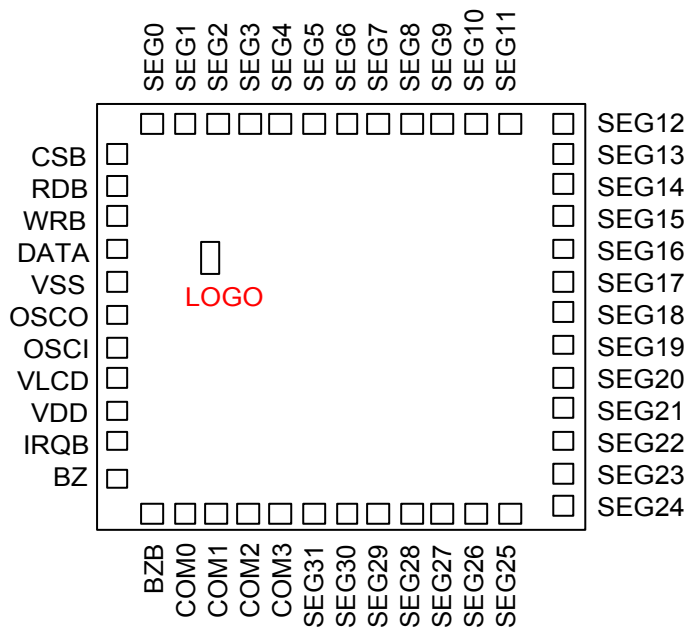 SEG0
SEG1
SEG2
SEG3
SEG4
SEG5
SEG6
SEG7
SEG8
SEG9
SEG10
SEG11
SEG12
SEG13
SEG14
SEG15
SEG16
SEG17
SEG18
SEG19
SEG20
SEG21
SEG22
SEG23
SEG24
CSB
RDB
WRB
DATA
VSS
OSCO
OSCI
VLCD
VDD
IRQB
BZ
LOGO
BZB
COM0
COM1
COM2
COM3
SEG31
SEG30
SEG29
SEG28
SEG27
SEG26
SEG25